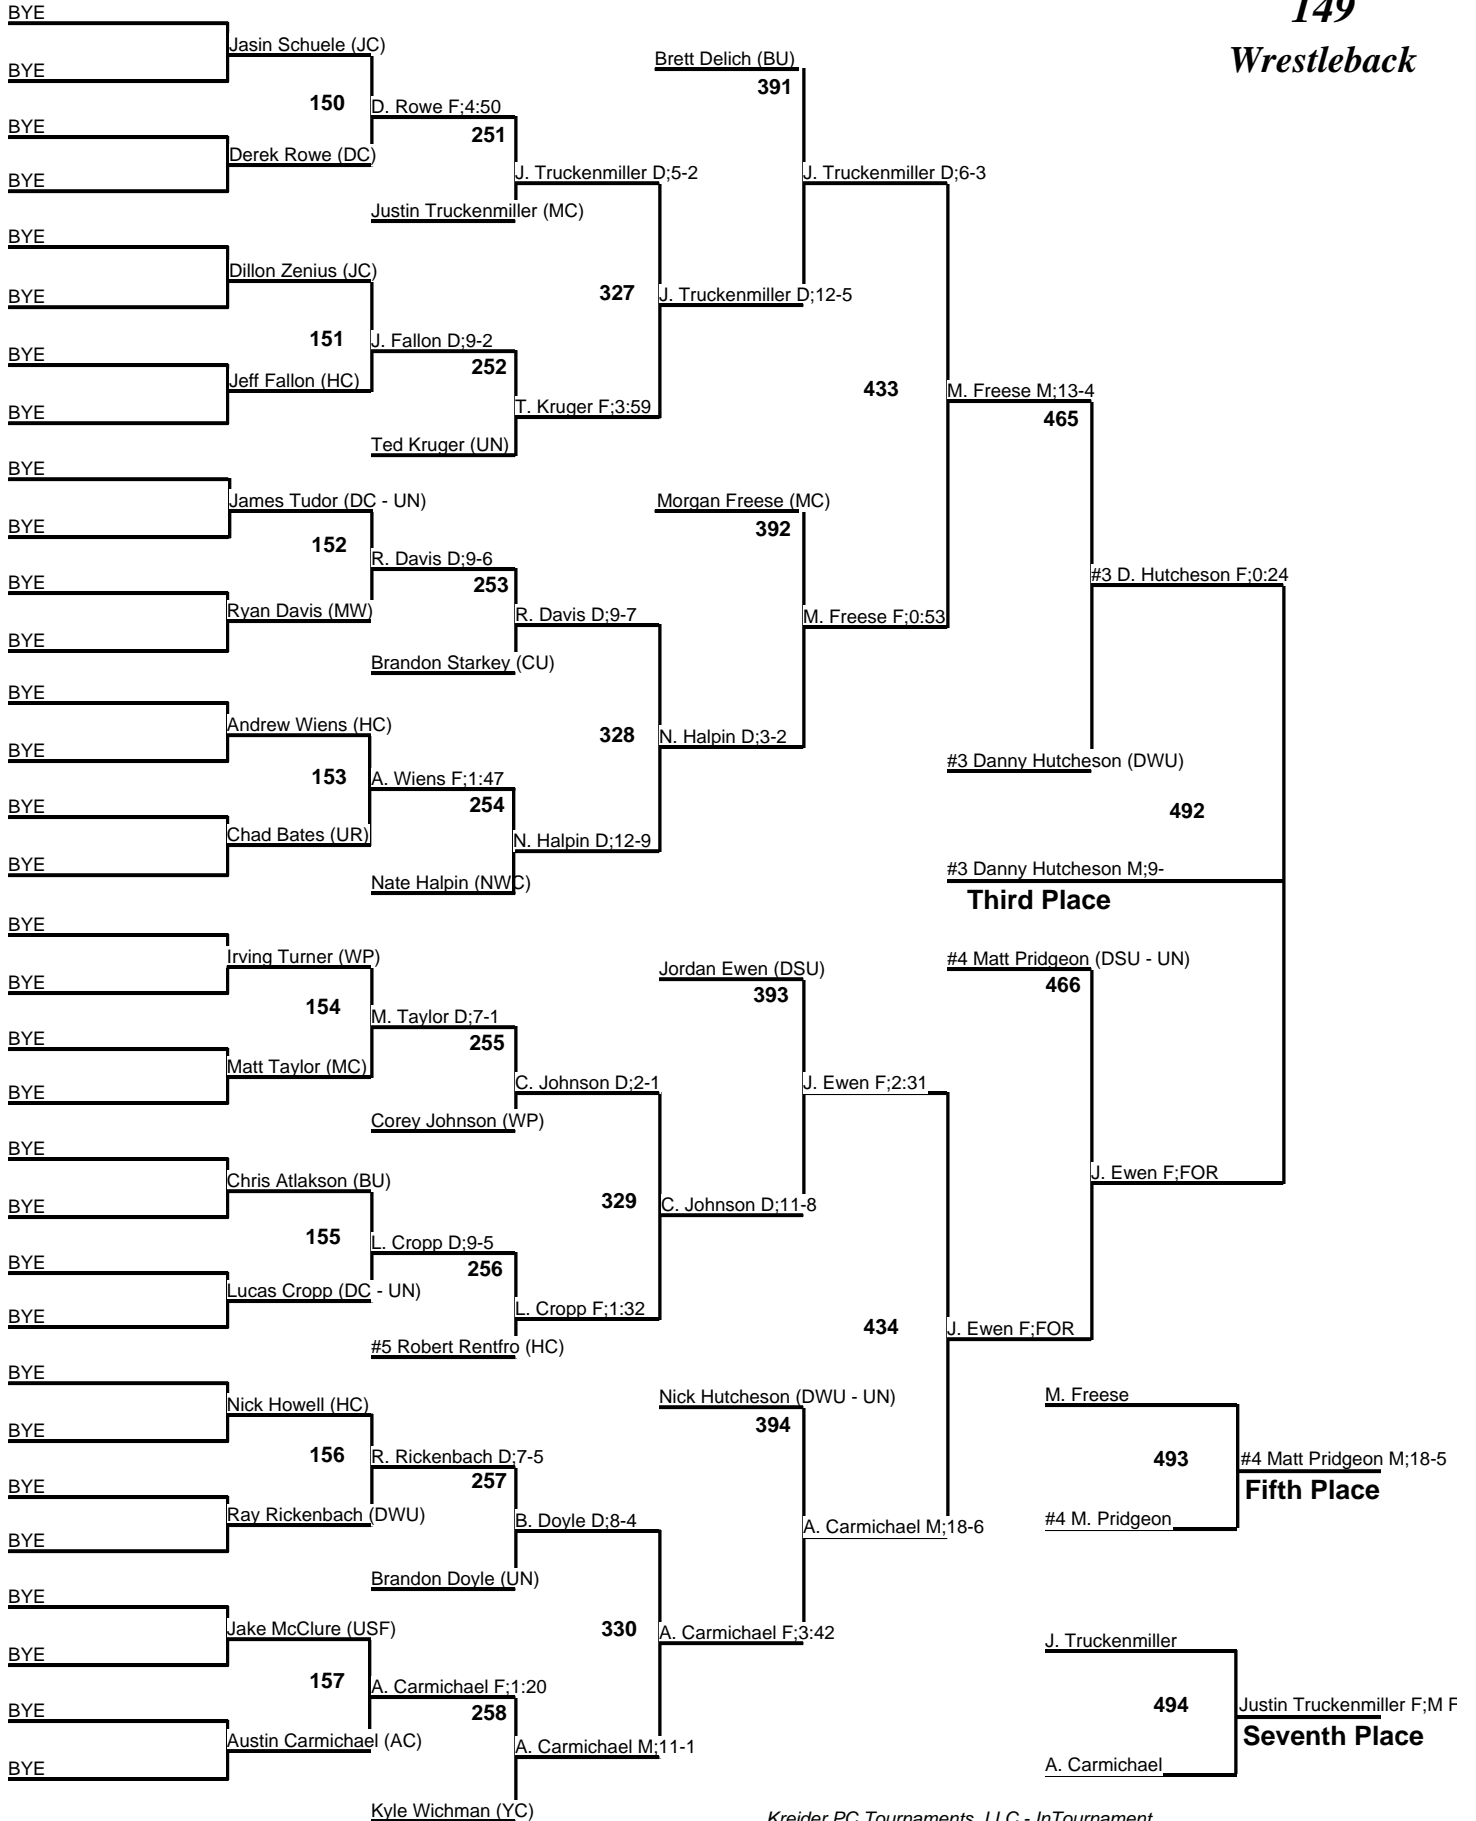 149
Wrestleback
BYE
Jasin Schuele (JC)
BYE
150
D. Rowe F;4:50
251
BYE
Derek Rowe (DC)
BYE
J. Truckenmiller D;5-2
Justin Truckenmiller (MC)
Brett Delich (BU)
391
J. Truckenmiller D;6-3
BYE
Dillon Zenius (JC)
BYE
327
J. Truckenmiller D;12-5
151
J. Fallon D;9-2
252
BYE
Jeff Fallon (HC)
BYE
T. Kruger F;3:59
Ted Kruger (UN)
433
M. Freese M;13-4
465
BYE
James Tudor (DC - UN)
BYE
152
R. Davis D;9-6
253
BYE
Ryan Davis (MW)
BYE
R. Davis D;9-7
Brandon Starkey (CU)
Morgan Freese (MC)
392
M. Freese F;0:53
#3 D. Hutcheson F;0:24
BYE
Andrew Wiens (HC)
BYE
328
N. Halpin D;3-2
153
A. Wiens F;1:47
254
BYE
Chad Bates (UR)
BYE
N. Halpin D;12-9
Nate Halpin (NWC)
#3 Danny Hutcheson (DWU)
492
#3 Danny Hutcheson M;9-
Third Place
BYE
Irving Turner (WP)
BYE
154
M. Taylor D;7-1
255
BYE
Matt Taylor (MC)
BYE
C. Johnson D;2-1
Corey Johnson (WP)
Jordan Ewen (DSU)
393
J. Ewen F;2:31
#4 Matt Pridgeon (DSU - UN)
466
J. Ewen F;FOR
BYE
Chris Atlakson (BU)
BYE
329
C. Johnson D;11-8
155
L. Cropp D;9-5
256
BYE
Lucas Cropp (DC - UN)
BYE
L. Cropp F;1:32
#5 Robert Rentfro (HC)
434
J. Ewen F;FOR
BYE
Nick Howell (HC)
BYE
156
R. Rickenbach D;7-5
257
BYE
Ray Rickenbach (DWU)
BYE
B. Doyle D;8-4
Brandon Doyle (UN)
Nick Hutcheson (DWU - UN)
394
A. Carmichael M;18-6
M. Freese
493
#4 Matt Pridgeon M;18-5
Fifth Place
#4 M. Pridgeon
BYE
Jake McClure (USF)
BYE
330
A. Carmichael F;3:42
157
A. Carmichael F;1:20
258
BYE
Austin Carmichael (AC)
BYE
A. Carmichael M;11-1
Kyle Wichman (YC)
J. Truckenmiller
494
Justin Truckenmiller F;M F
Seventh Place
A. Carmichael
Kreider PC Tournaments, LLC - InTournament